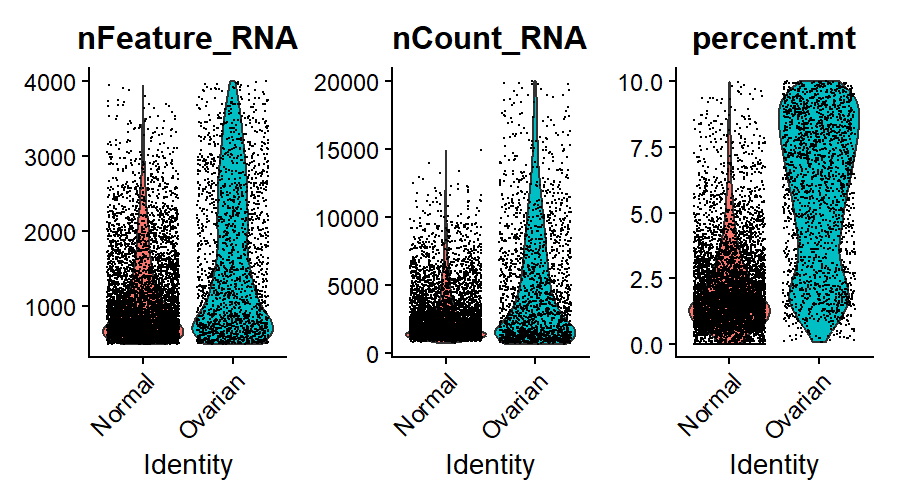 nFeature_RNA
4000
3000
2000
1000
Normal
Ovarian
Identity
nCount_RNA
20000
15000
10000
5000
0
Normal
Ovarian
Identity
percent.mt
10.0
7.5
5.0
2.5
0.0
Normal
Ovarian
Identity